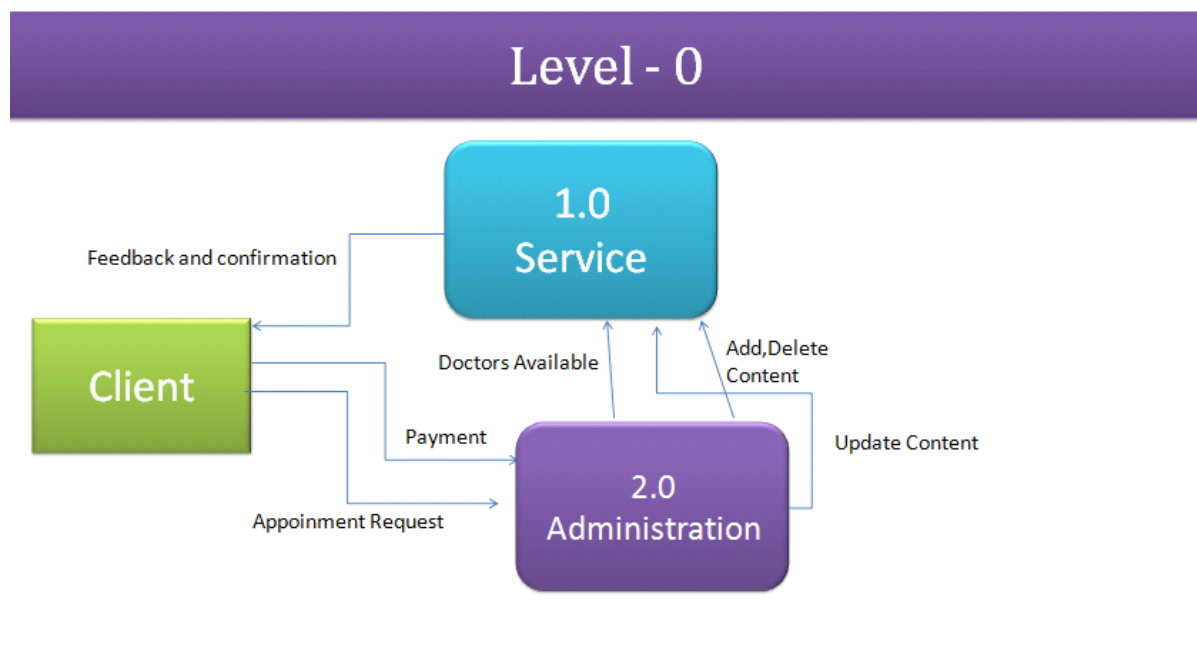 Level - 0
1.0
Service
Feedback and confirmation
Client
Doctors Available
Add,Delete
Content
Payment
Update Content
2.0
Administration
Appoinment Request